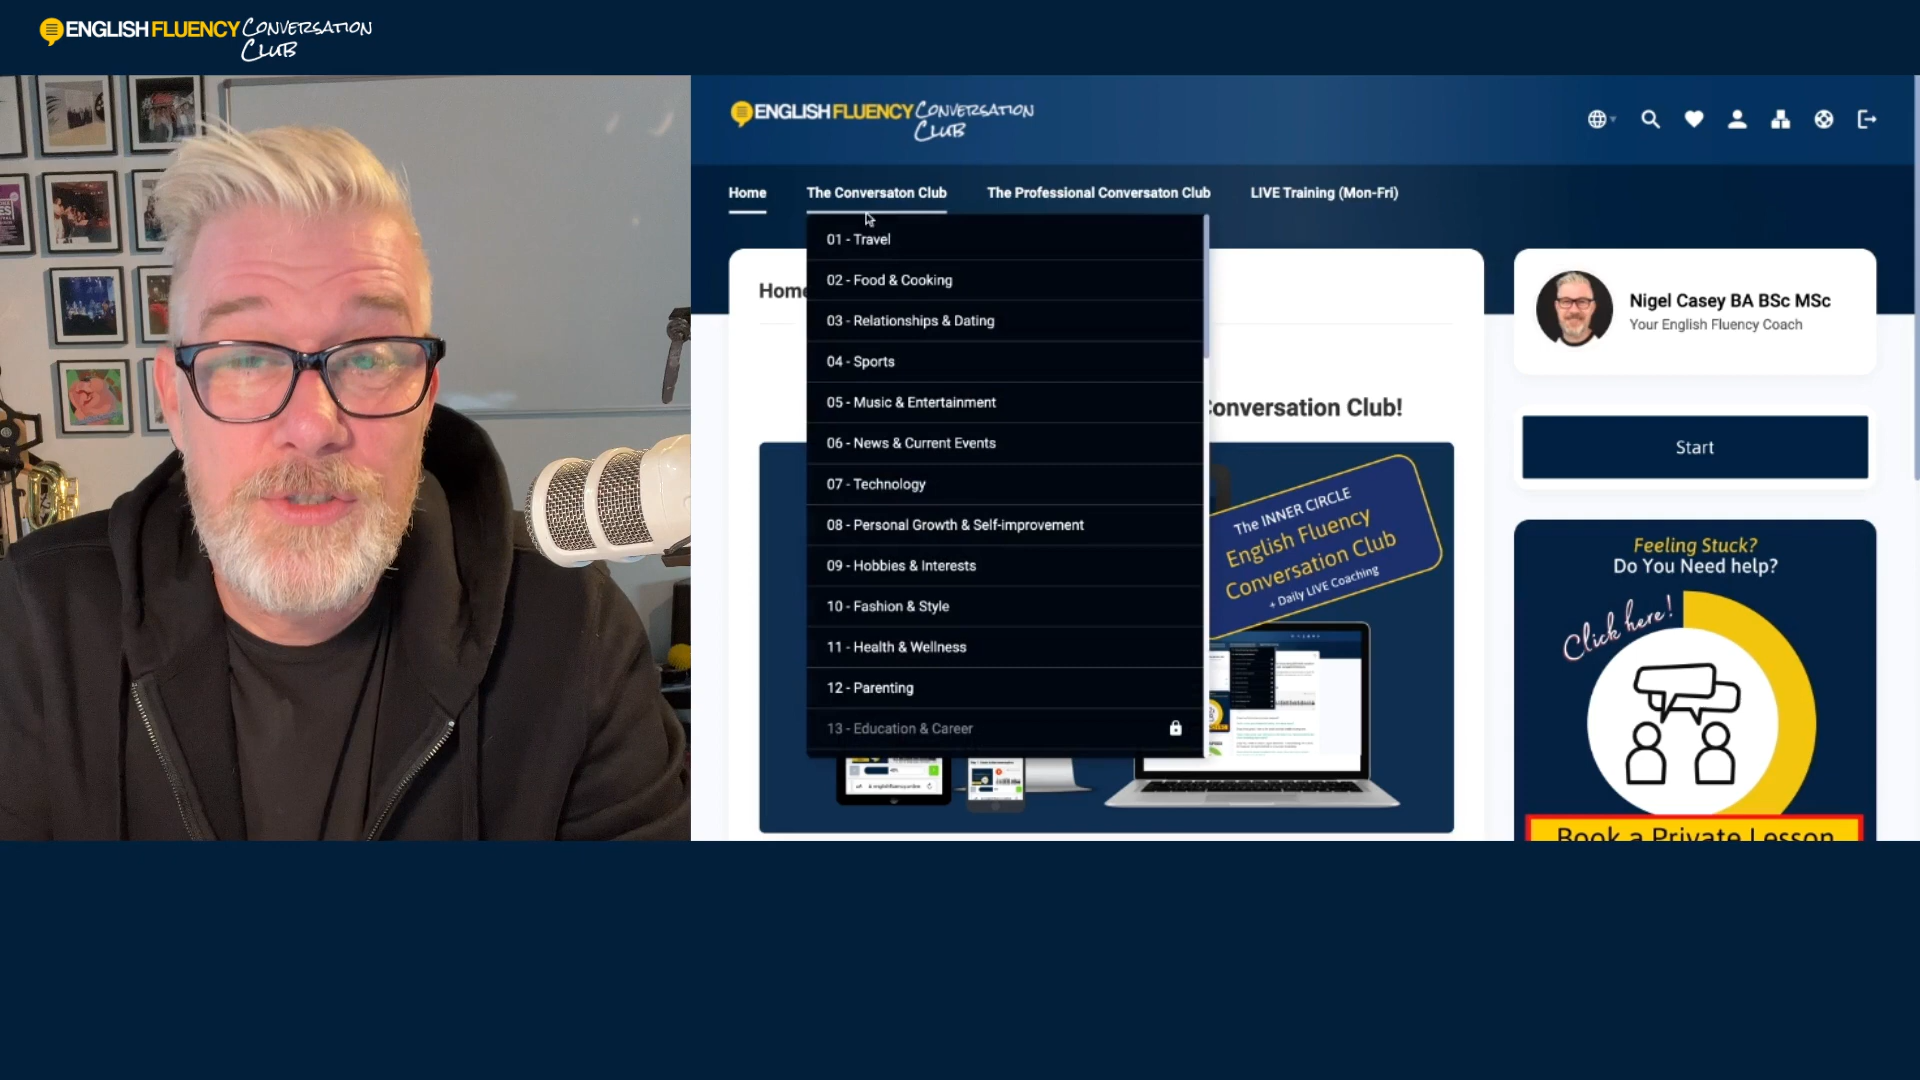 ENGLISH FLUENCY CONVERSATION
CLUB
ENGLISH FLUENCY CONVERSATION
CLUB
Home
The Conversaton Club
The Professional Conversaton Club
LIVE Training (Mon-Fri)
01 - Travel
02 - Food & Cooking
03 - Relationships & Dating
04 - Sports
05 - Music & Entertainment
06 - News & Current Events
07 - Technology
08 - Personal Growth & Self-improvement
09 - Hobbies & Interests
10 - Fashion & Style
11 - Health & Wellness
12 - Parenting
13 - Education & Career
Home
Conversation Club!
The INNER CIRCLE
English Fluency
Conversation Club
+ Daily LIVE Coaching
Nigel Casey BA BSc MSc
Your English Fluency Coach
Start
Feeling Stuck?
Do You Need help?
Click here!
Book a Private Lesson